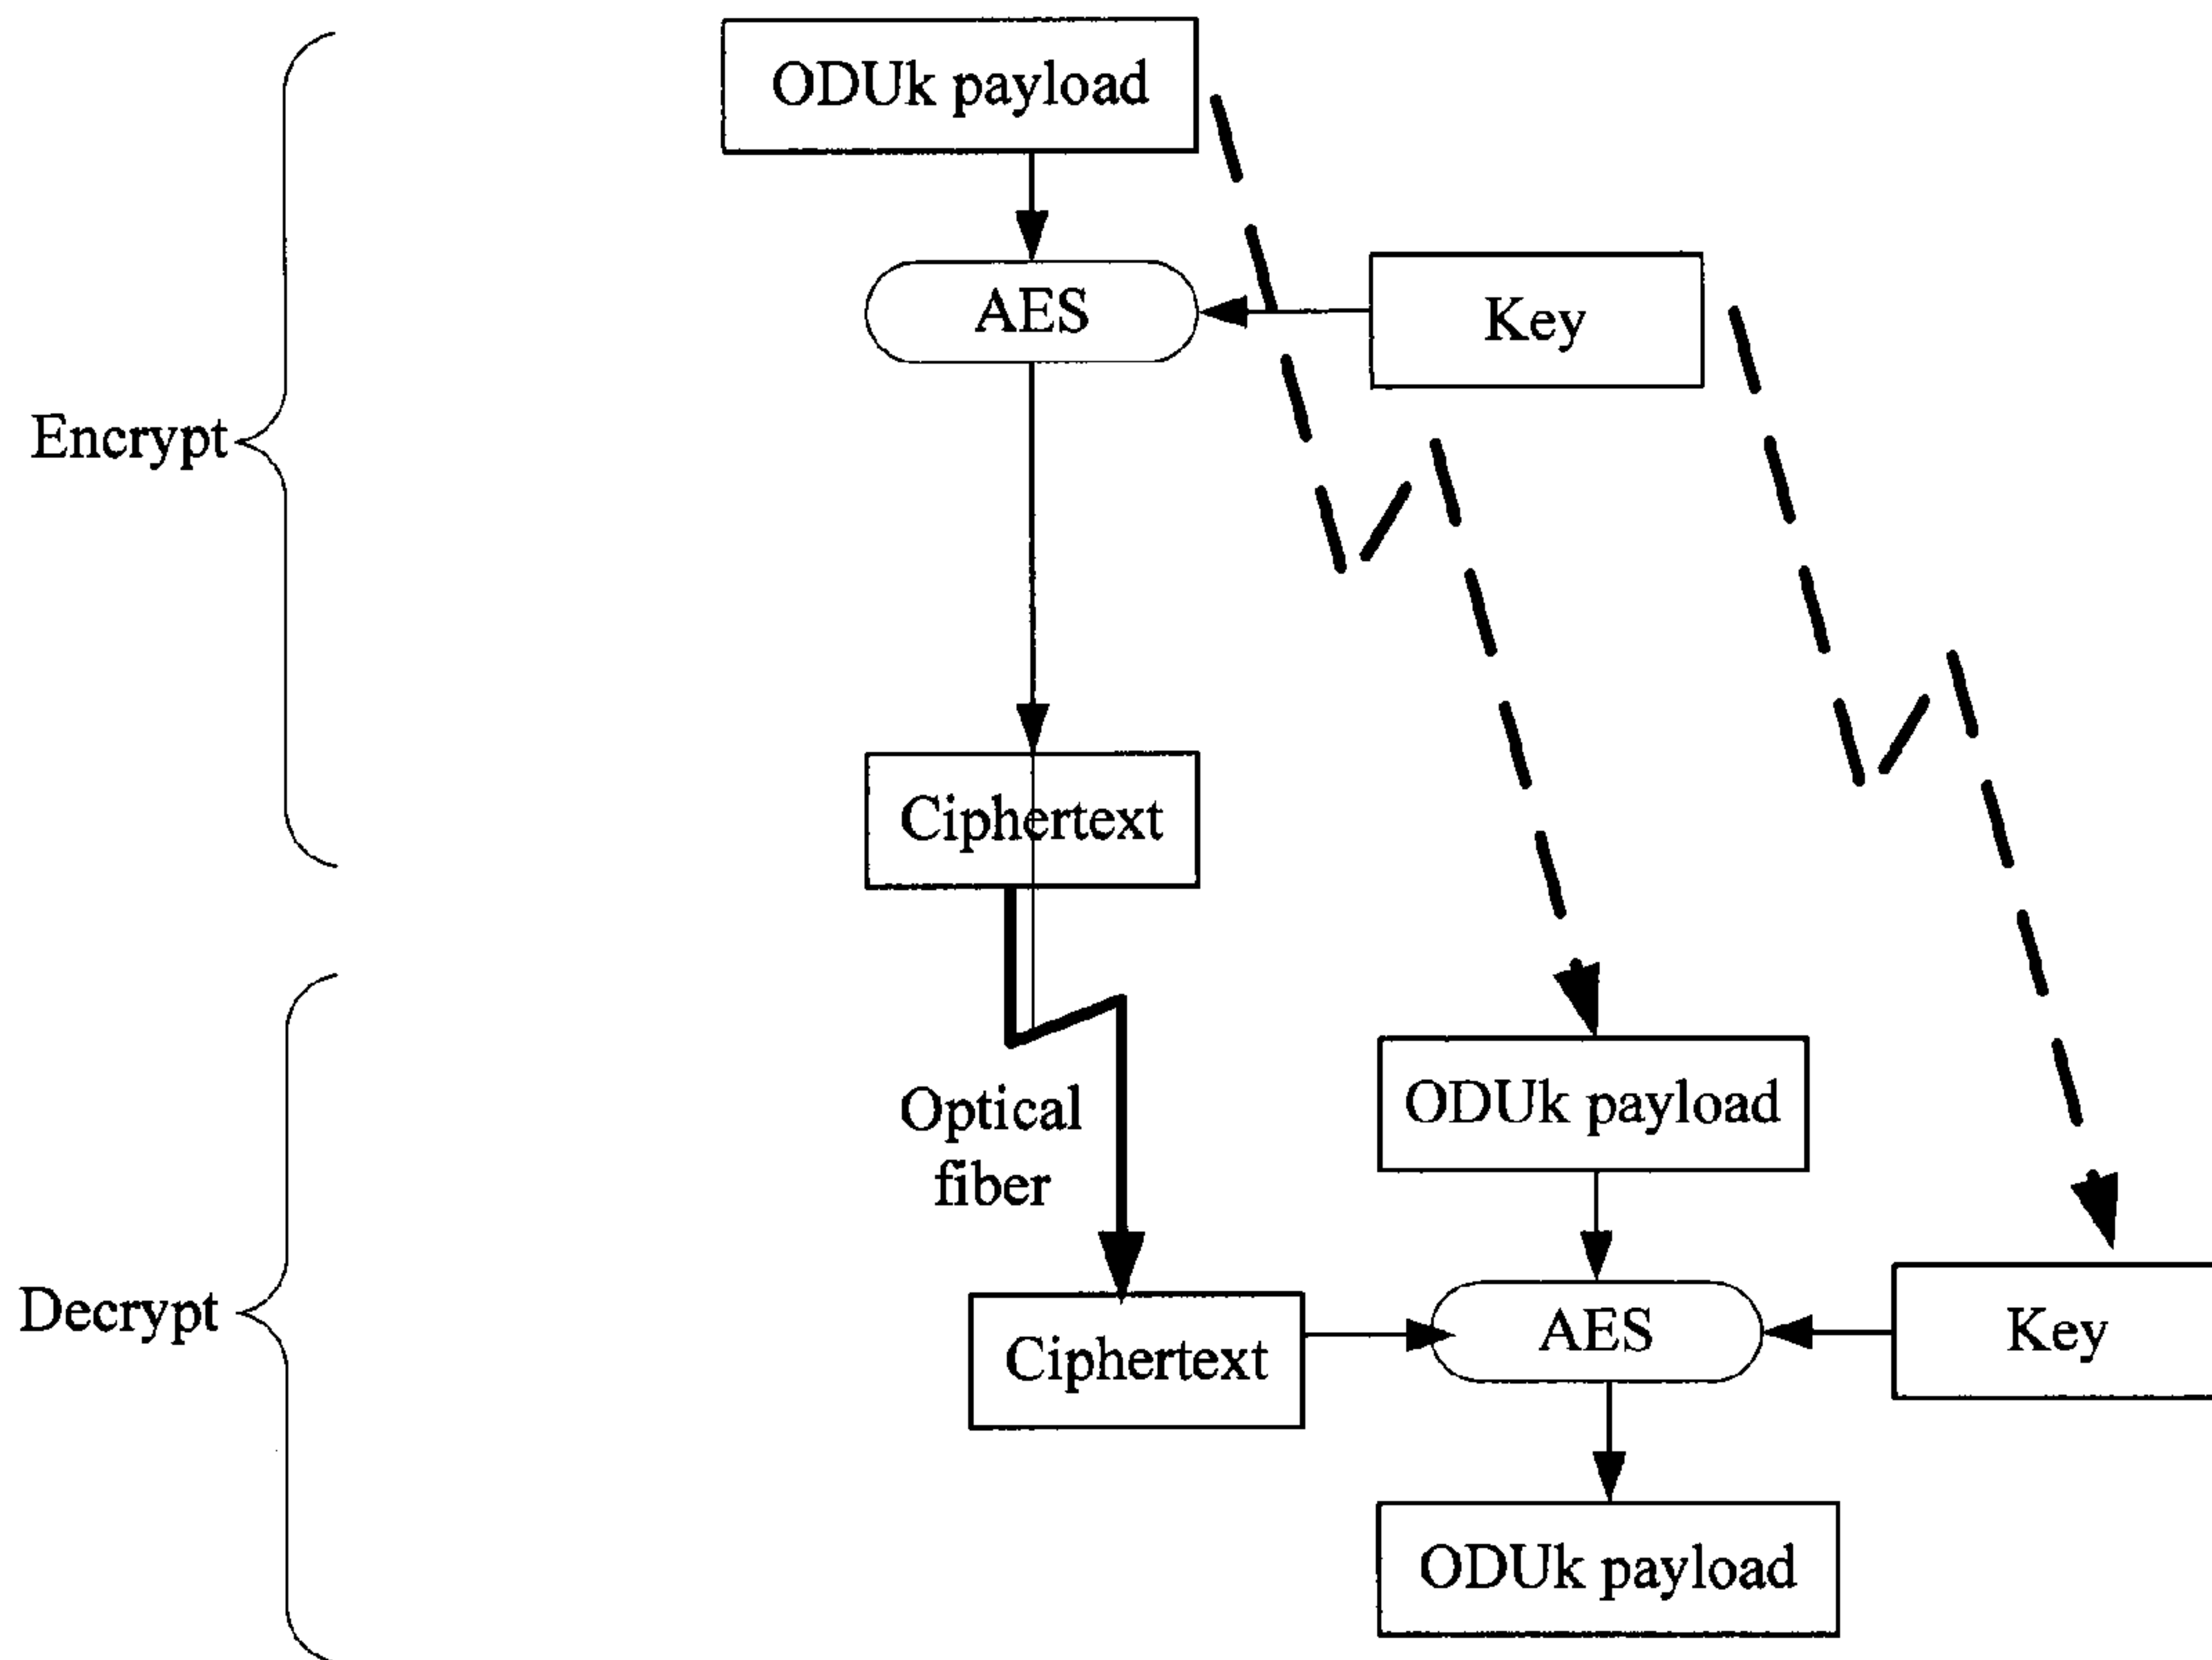 ODUk payload
AES
Key
Encrypt
Ciphertext
Optical
fiber
ODUk payload
Decrypt
Ciphertext
AES
Key
ODUk payload